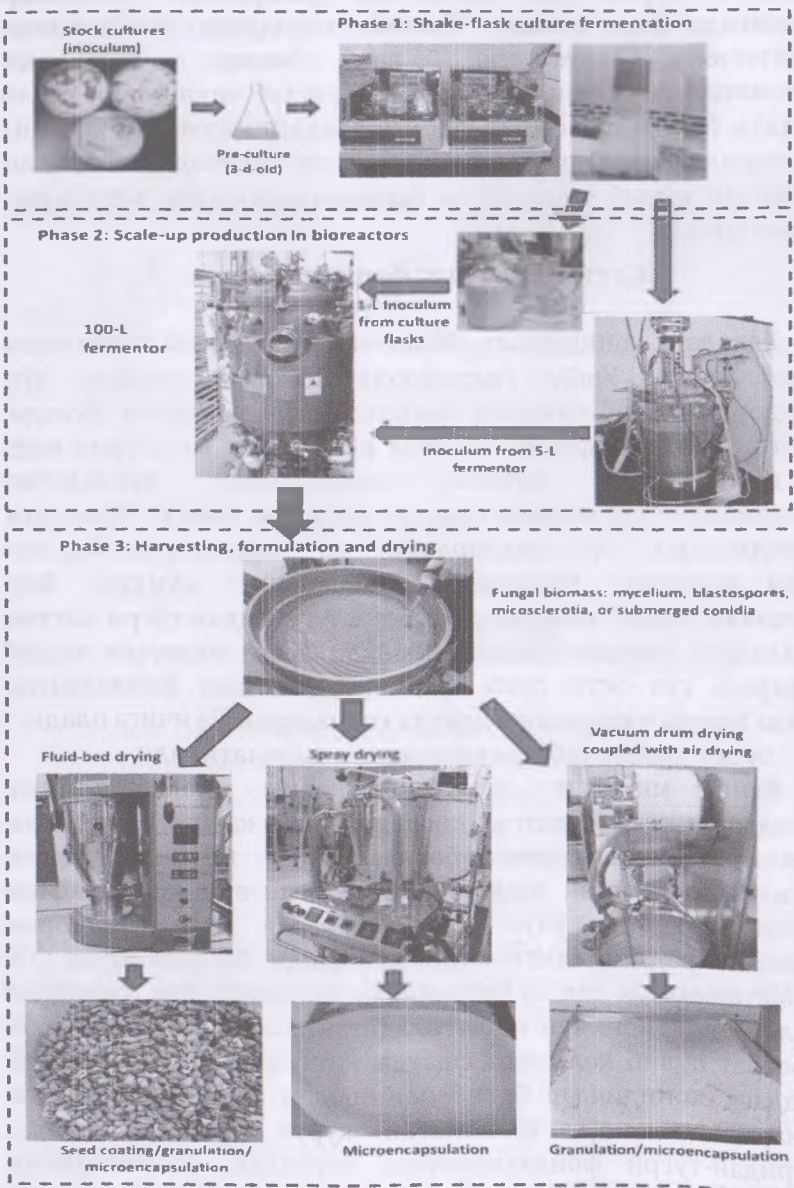 Stock cultures
(inoculum)
Pre-culture
(3-d-old)
Phase 1: Shake-flask culture fermentation
Phase 2: Scale-up production in bioreactors
100-L
fermentor
L Inoculum
from culture
flasks
Inoculum from 5-L
fermentor
Phase 3: Harvesting, formulation and drying
Fungal biomass: mycelium, blastospores,
micosclerotia, or submerged conidia
Fluid-bed drying
Spray drying
Vacuum drum drying
coupled with air drying
Seed coating/granulation/
microencapsulation
Microencapsulation
Granulation/microencapsulation